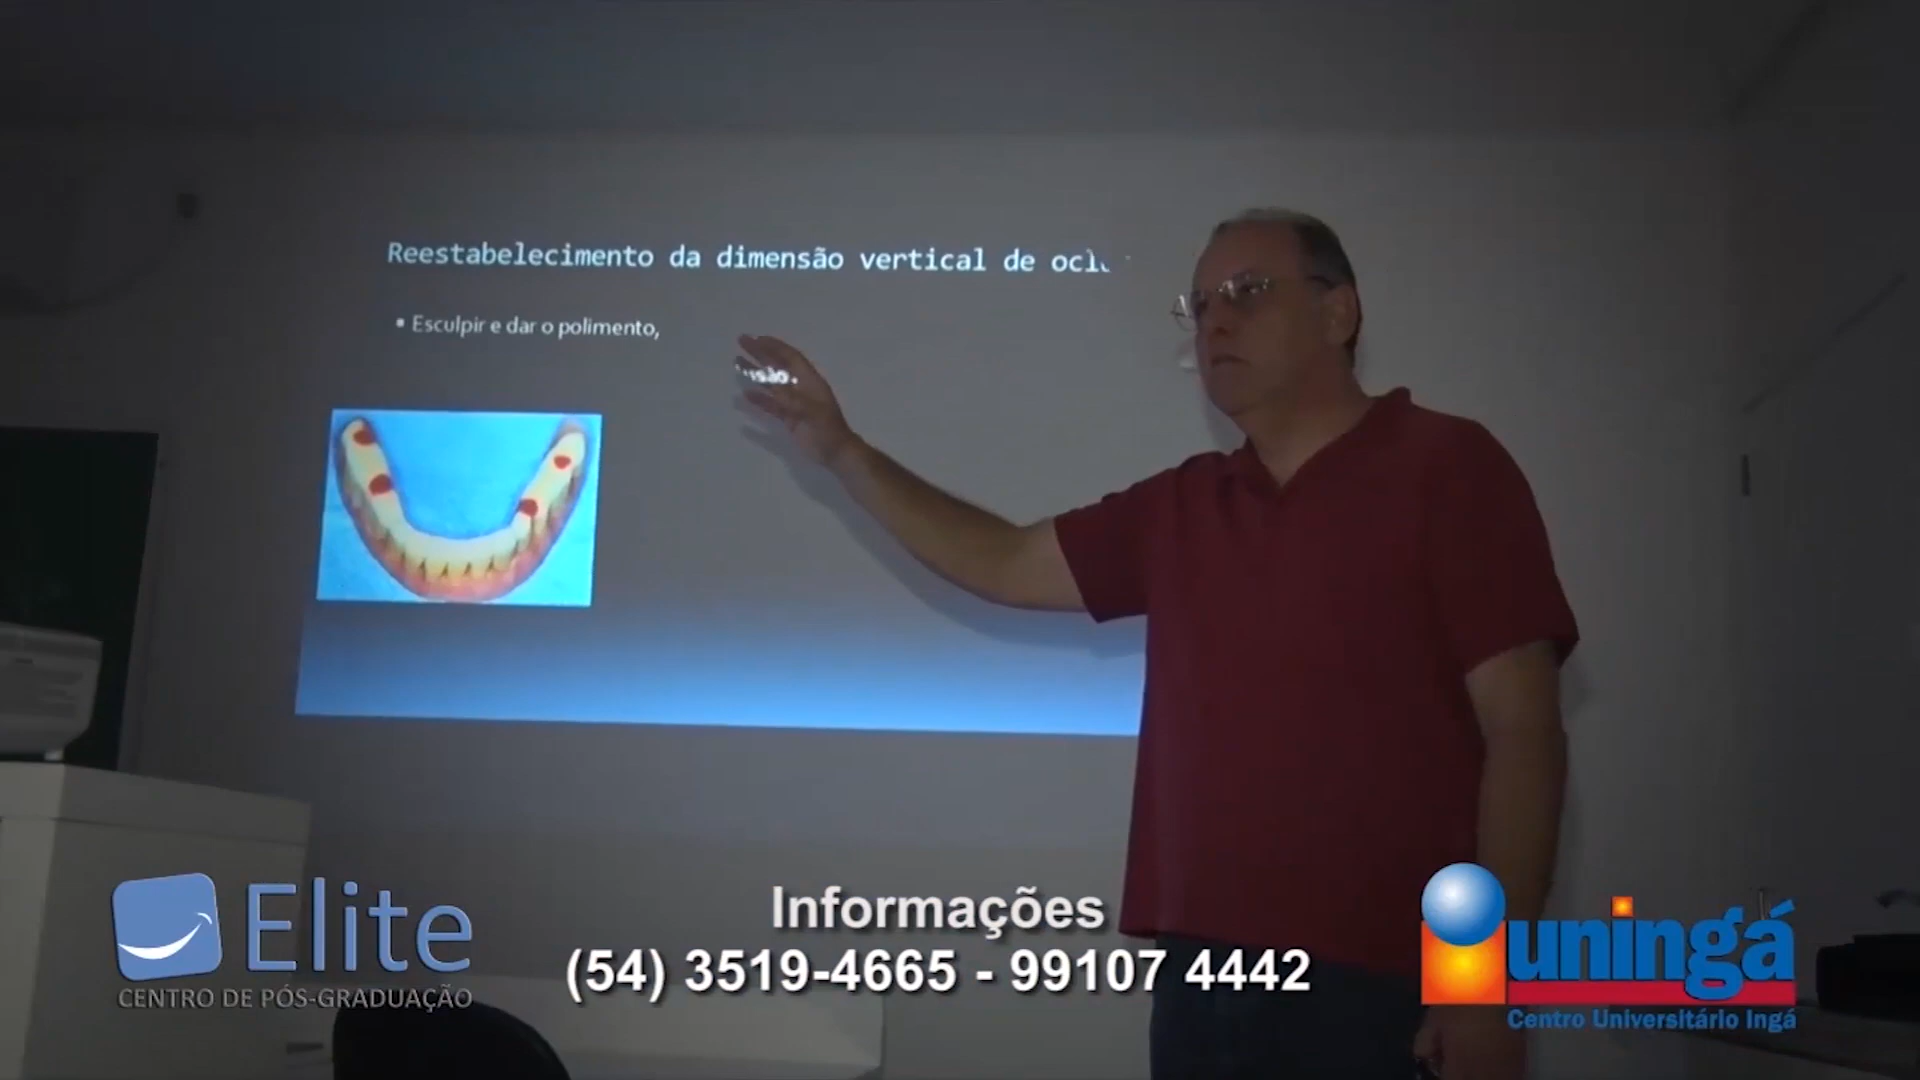 Reestabelecimento da dimensão vertical de
▪ Esculpir e dar o polimento,
Elite
CENTRO DE PÓS-GRADUAÇÃO
Informações
(54) 3519-4665 - 99107 4442
uningá
Centro Universitário Ingá